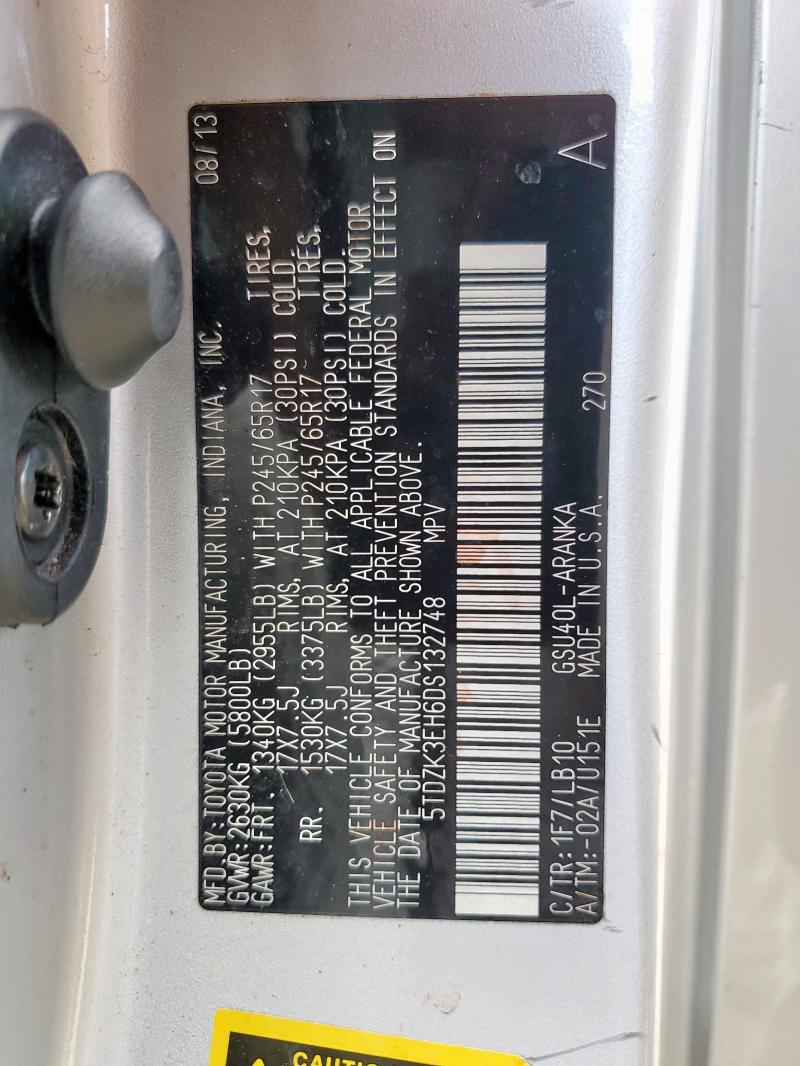 MFD.BY:TOYOTA MOTOR MANUFACTURING, INDIANA, INC. 08/13
GVWR:2630KG (5800LB)
GAWR:FRT. 1340KG (2955LB) WITH P245/65R17 TIRES,
17X7.5J RIMS, AT 210KPA (30PSI) COLD.
RR. 1530KG (3375LB) WITH P245/65R17 TIRES,
17X7.5J RIMS, AT 210KPA (30PSI) COLD.
THIS VEHICLE CONFORMS TO ALL APPLICABLE FEDERAL MOTOR
VEHICLE SAFETY AND THEFT PREVENTION STANDARDS IN EFFECT ON
THE DATE OF MANUFACTURE SHOWN ABOVE.
5TDZK3EH6DS132748 MPV
C/TR:1F7/LB10 GSU40L-ARANKA 270 A
A/TM:-02A/U151E MADE IN U.S.A.
CAUTION